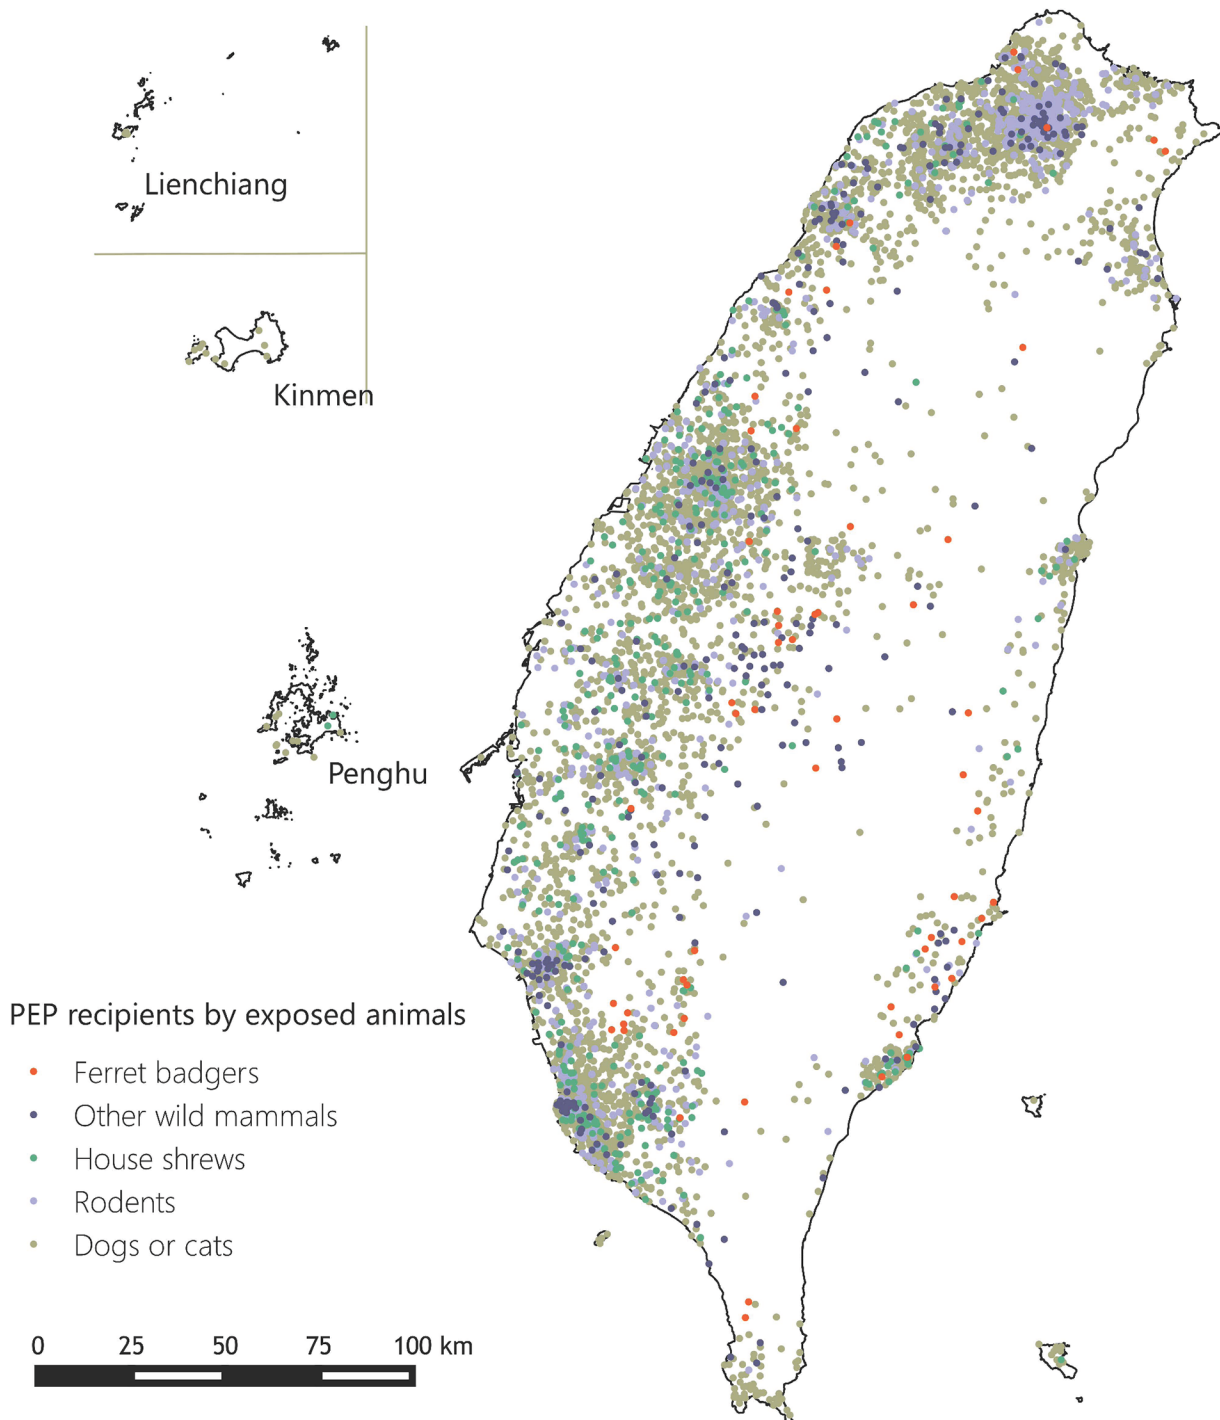 Lienchiang
Kinmen
Penghu
PEP recipients by exposed animals
Ferret badgers
Other wild mammals
House shrews
Rodents
Dogs or cats
0 25 50 75 100 km